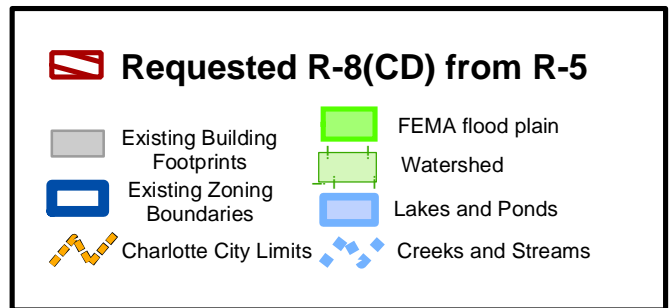 Requested R-8(CD) from R-5
Existing Building
Footprints
Existing Zoning
Boundaries
Charlotte City Limits
FEMA flood plain
Watershed
Lakes and Ponds
Creeks and Streams